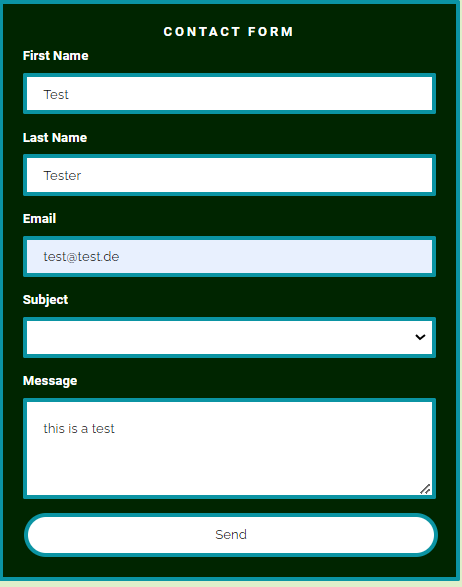 CONTACT FORM
First Name
Test
Last Name
Tester
Email
test@test.de
Subject
Message
this is a test
Send